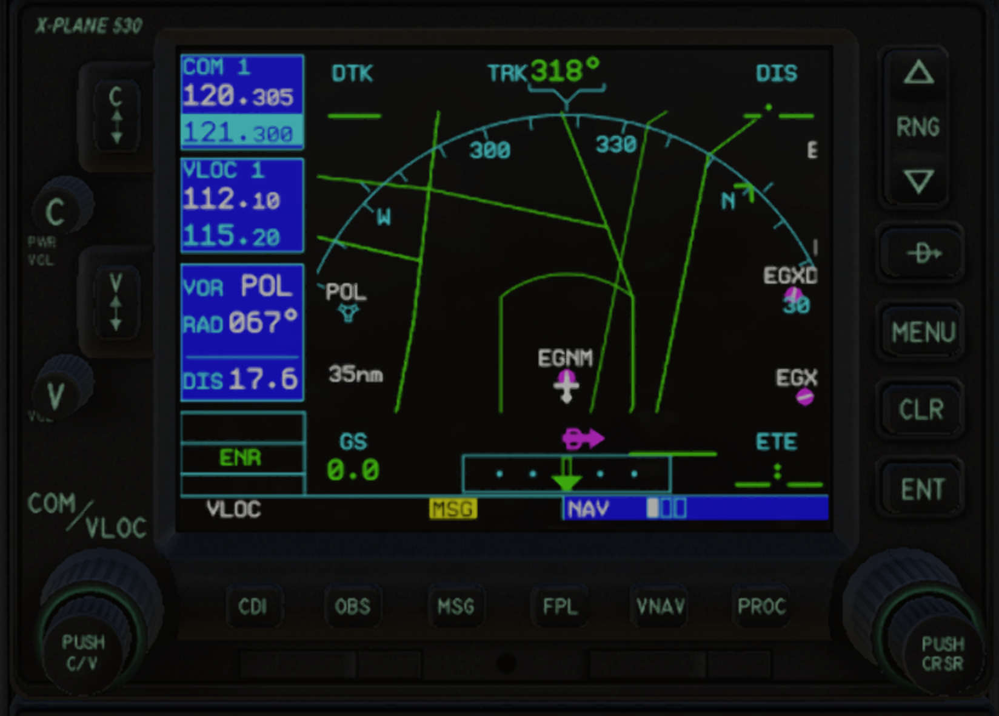 X-PLANE 530
COM 1
120.305
121.300
VLOC 1
112.10
115.20
VOR POL
RAD 067°
DIS 17.6
ENR
VLOC
MSG
NAV
DTK
TRK 318°
DIS
300
330
W
N
E
POL
35nm
EGNM
EGXD
30
EGX
GS
0.0
D
ETE
:
C
C
PWR
VOL
V
V
COM/VLOC
PUSH
C/V
RNG
D
MENU
CLR
ENT
CDI
OBS
MSG
FPL
VNAV
PROC
PUSH
CRSR